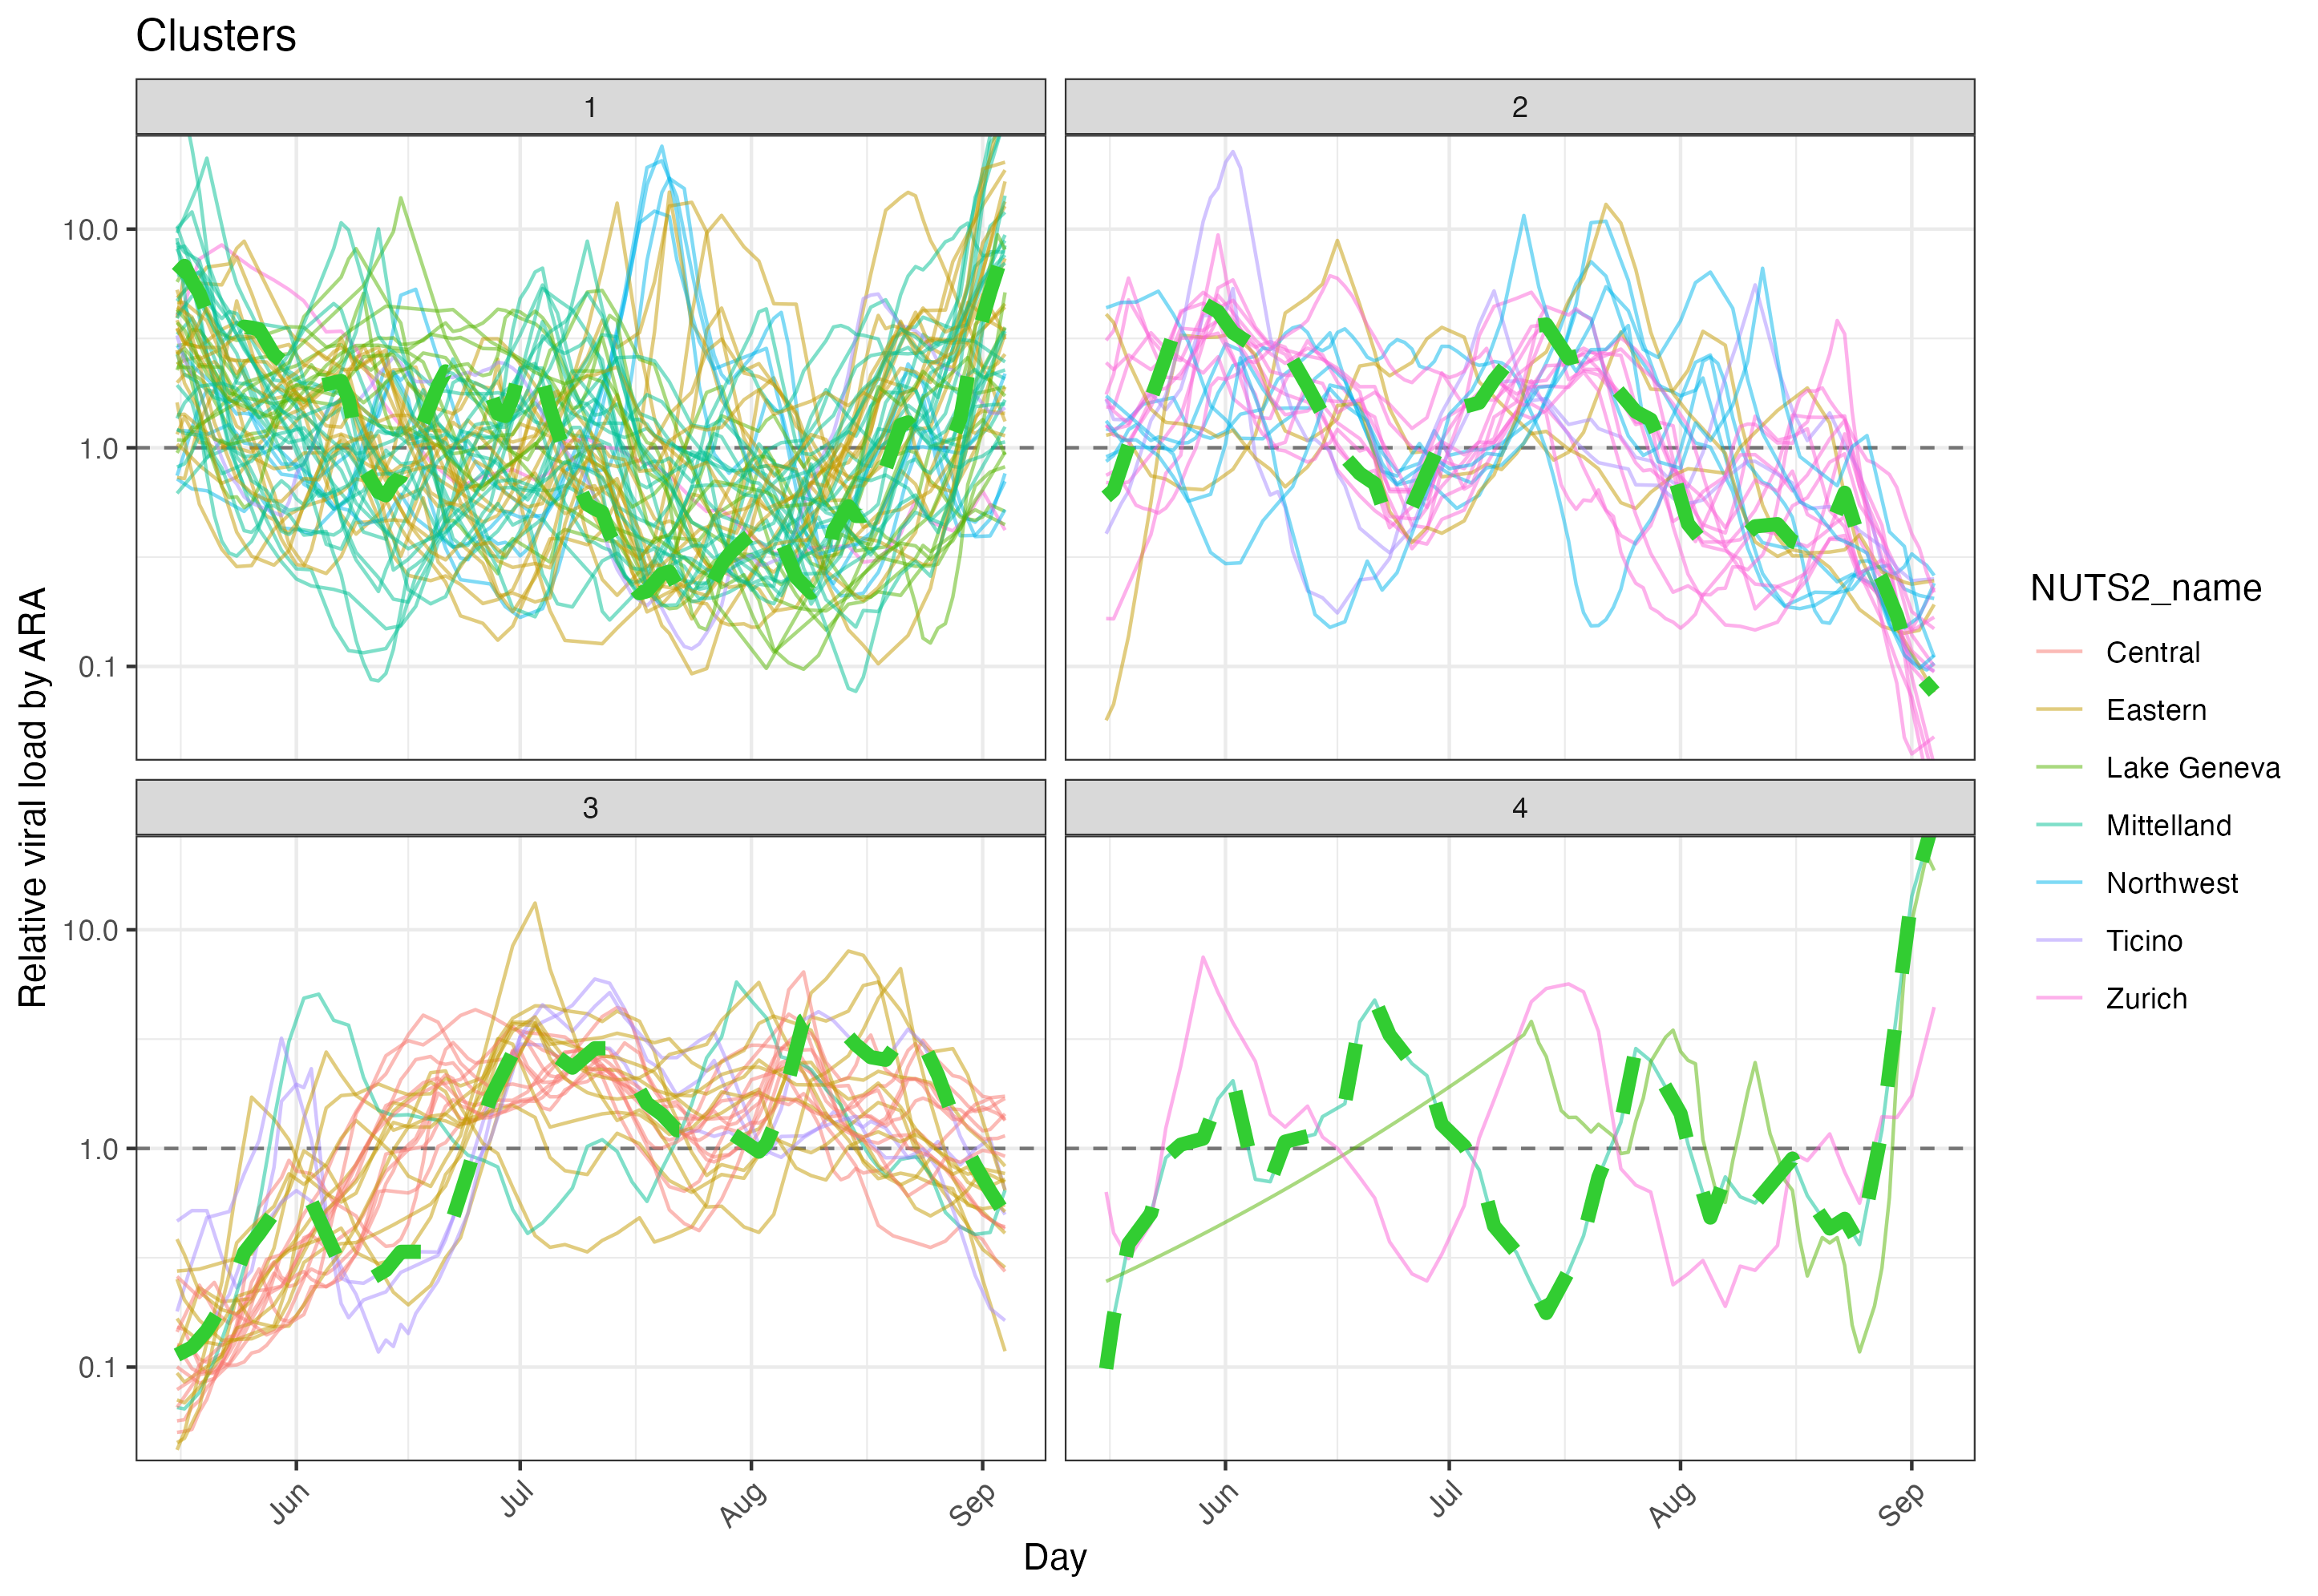 Clusters
1
2
10.0
1.0
0.1
3
4
10.0
1.0
0.1
Relative viral load by ARA
Jun
Jul
Aug
Sep
Jun
Jul
Aug
Sep
Day
NUTS2_name
Central
Eastern
Lake Geneva
Mittelland
Northwest
Ticino
Zurich